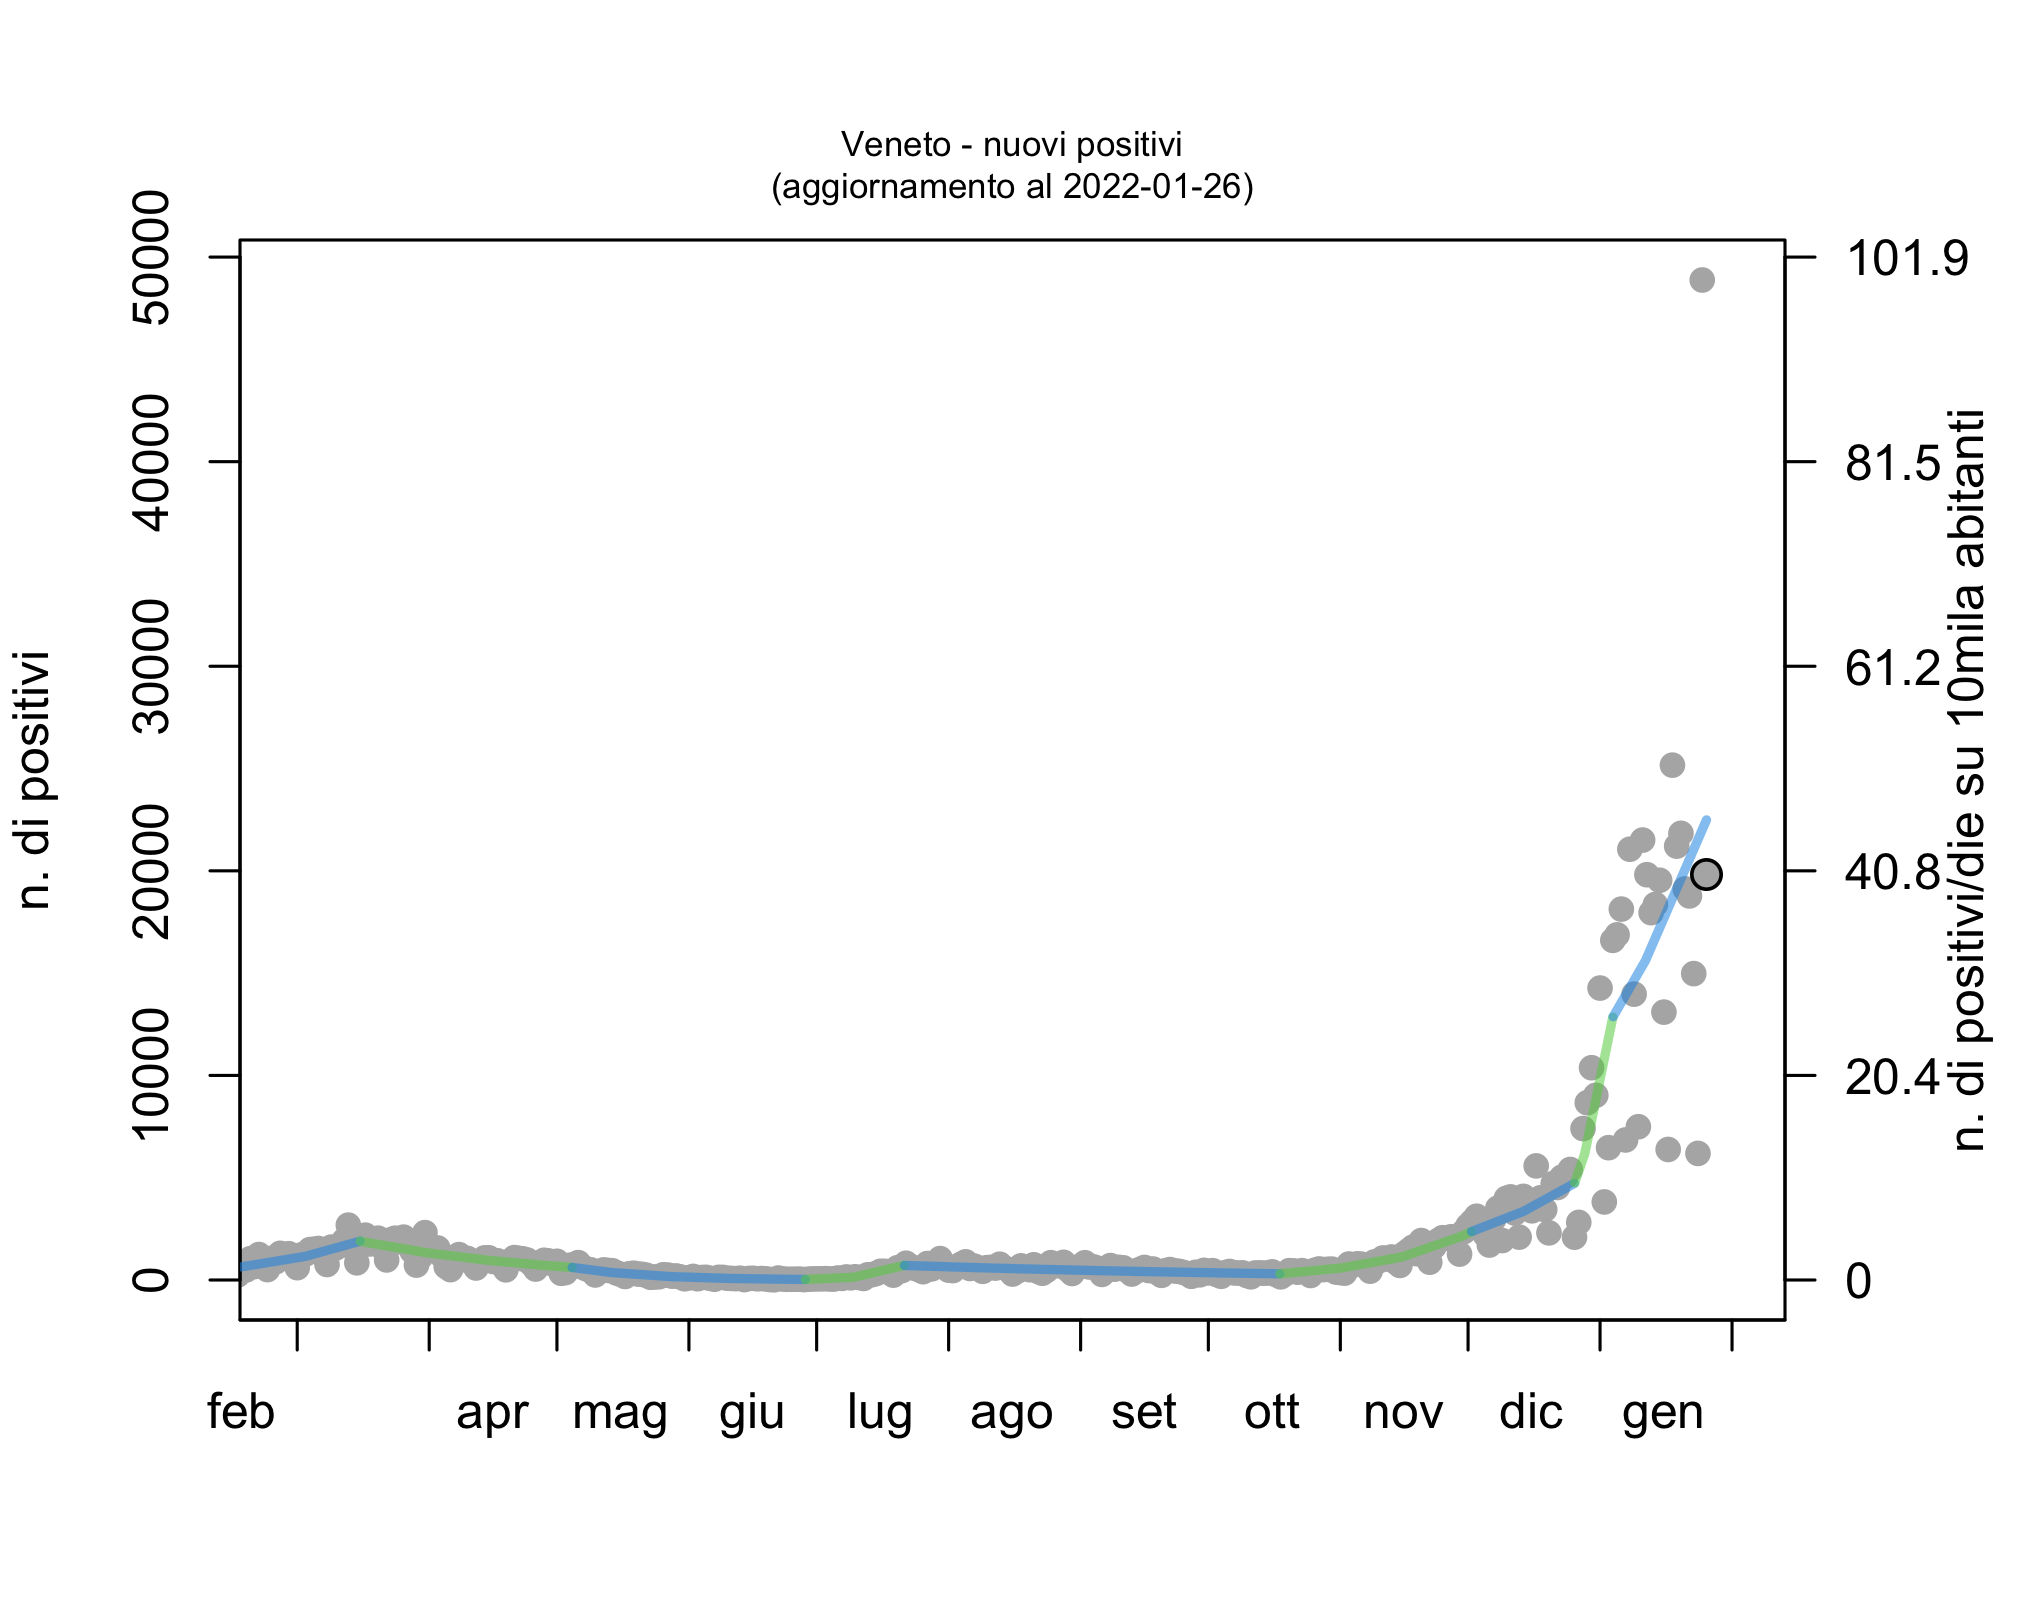 Veneto - nuovi positivi
(aggiornamento al 2022-01-26)
n. di positivi
50000
40000
30000
20000
10000
0
101.9
81.5
61.2
40.8
20.4
0
n. di positivi/die su 10mila abitanti
feb apr mag giu lug ago set ott nov dic gen